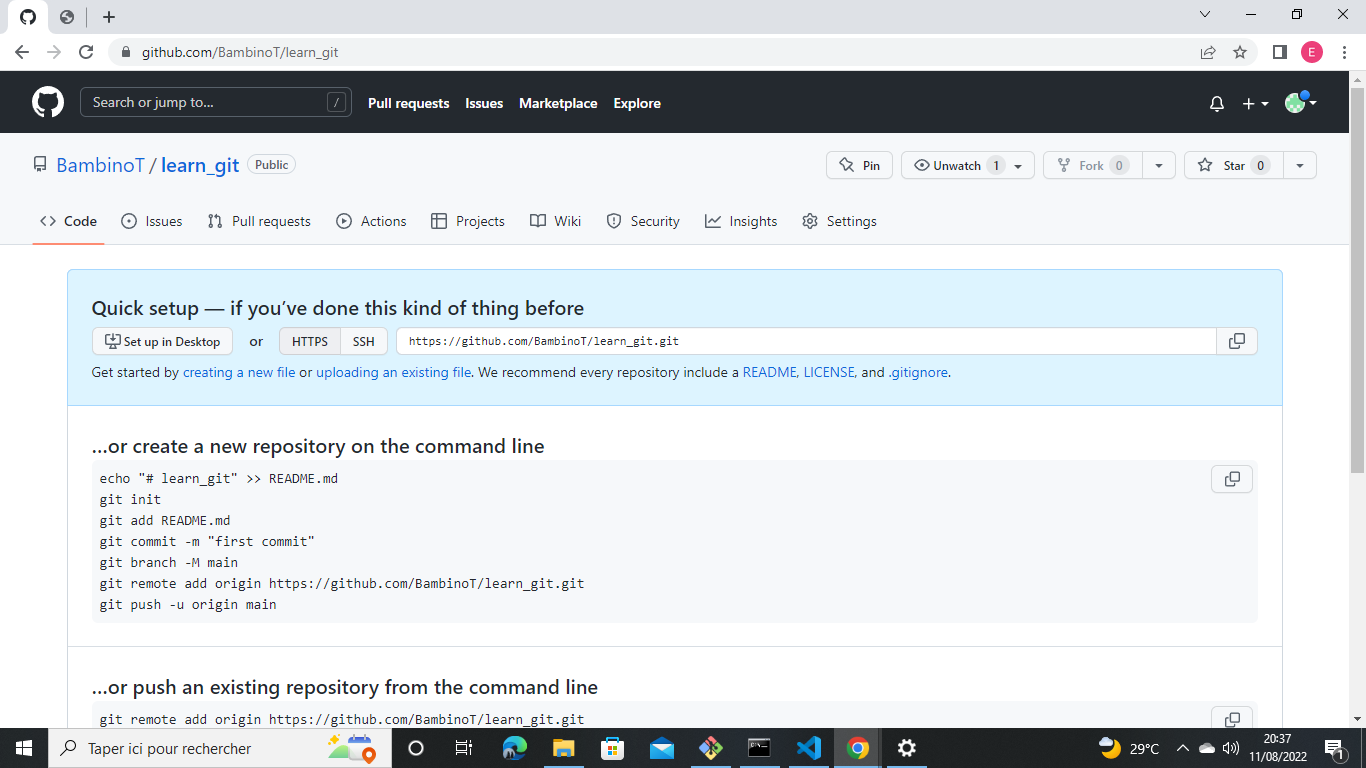 github.com/BambinoT/learn_git
E
Search or jump to...
/
Pull requests Issues Marketplace Explore
BambinoT / learn_git Public
Pin
Unwatch 1
Fork 0
Star 0
Code Issues Pull requests Actions Projects Wiki Security Insights Settings
Quick setup — if you’ve done this kind of thing before
Set up in Desktop or HTTPS SSH https://github.com/BambinoT/learn_git.git
Get started by creating a new file or uploading an existing file. We recommend every repository include a README, LICENSE, and .gitignore.
…or create a new repository on the command line
echo "# learn_git" >> README.md
git init
git add README.md
git commit -m "first commit"
git branch -M main
git remote add origin https://github.com/BambinoT/learn_git.git
git push -u origin main
…or push an existing repository from the command line
git remote add origin https://github.com/BambinoT/learn_git.git
Taper ici pour rechercher
29°C
20:37
11/08/2022
1